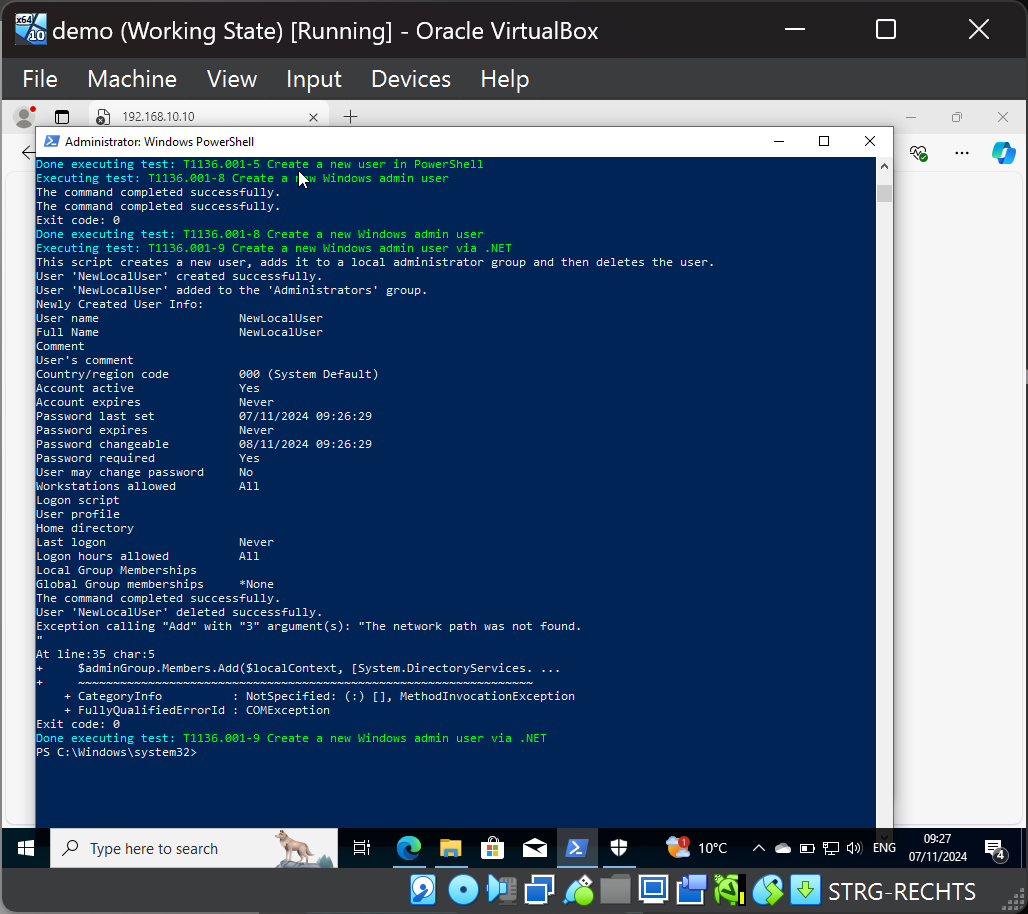 x64
10
demo (Working State) [Running] - Oracle VirtualBox
File Machine View Input Devices Help
192.168.10.10
Administrator: Windows PowerShell
Done executing test: T1136.001-5 Create a new user in PowerShell
Executing test: T1136.001-8 Create a new Windows admin user
The command completed successfully.
The command completed successfully.
Exit code: 0
Done executing test: T1136.001-8 Create a new Windows admin user
Executing test: T1136.001-9 Create a new Windows admin user via .NET
This script creates a new user, adds it to a local administrator group and then deletes the user.
User 'NewLocalUser' created successfully.
User 'NewLocalUser' added to the 'Administrators' group.
Newly Created User Info:
User name NewLocalUser
Full Name NewLocalUser
Comment
User's comment
Country/region code 000 (System Default)
Account active Yes
Account expires Never
Password last set 07/11/2024 09:26:29
Password expires Never
Password changeable 08/11/2024 09:26:29
Password required Yes
User may change password No
Workstations allowed All
Logon script
User profile
Home directory
Last logon Never
Logon hours allowed All
Local Group Memberships
Global Group memberships *None
The command completed successfully.
User 'NewLocalUser' deleted successfully.
Exception calling "Add" with "3" argument(s): "The network path was not found.
"
At line:35 char:5
+ $adminGroup.Members.Add($localContext, [System.DirectoryServices. ...
+ ~~~~~~~~~~~~~~~~~~~~~~~~~~~~~~~~~~~~~~~~~~~~~~~~~~~~~~~~~~~~~~~~~
+ CategoryInfo : NotSpecified: (:) [], MethodInvocationException
+ FullyQualifiedErrorId : COMException
Exit code: 0
Done executing test: T1136.001-9 Create a new Windows admin user via .NET
PS C:\Windows\system32>
Type here to search
1
10°C
ENG
09:27
07/11/2024
4
STRG-RECHTS